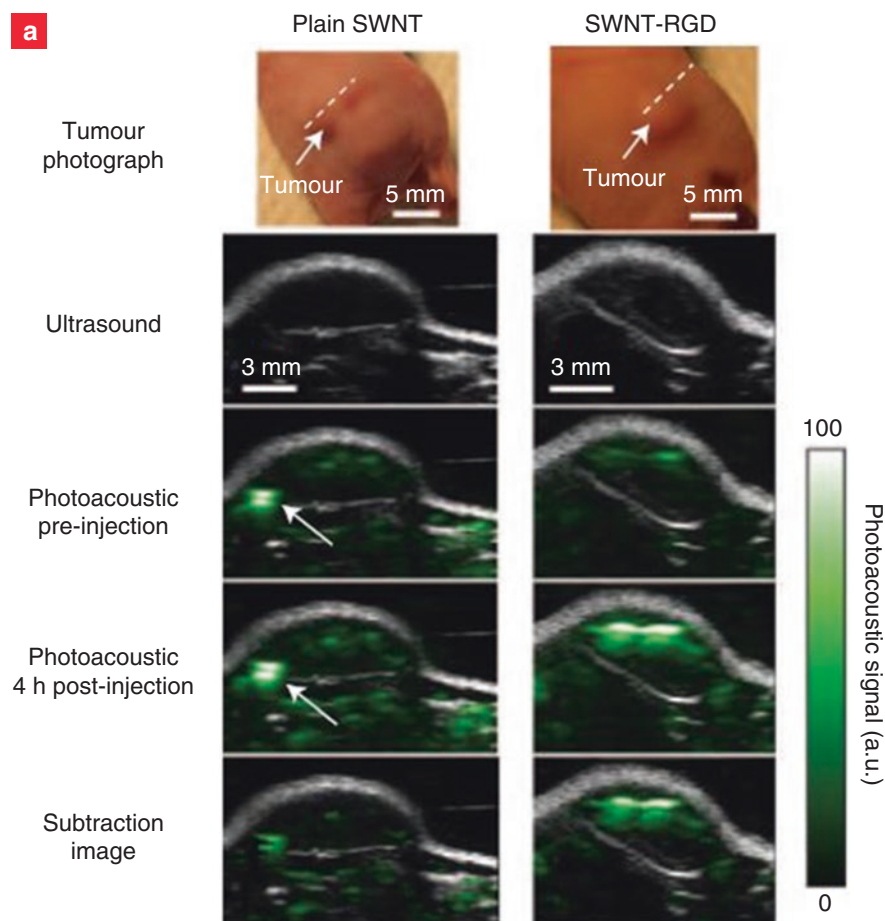 a
Plain SWNT
SWNT-RGD
Tumour
photograph
Tumour
5 mm
Tumour
5 mm
Ultrasound
3 mm
3 mm
Photoacoustic
pre-injection
Photoacoustic
4 h post-injection
Subtraction
image
100
Photoacoustic signal (a.u.)
0